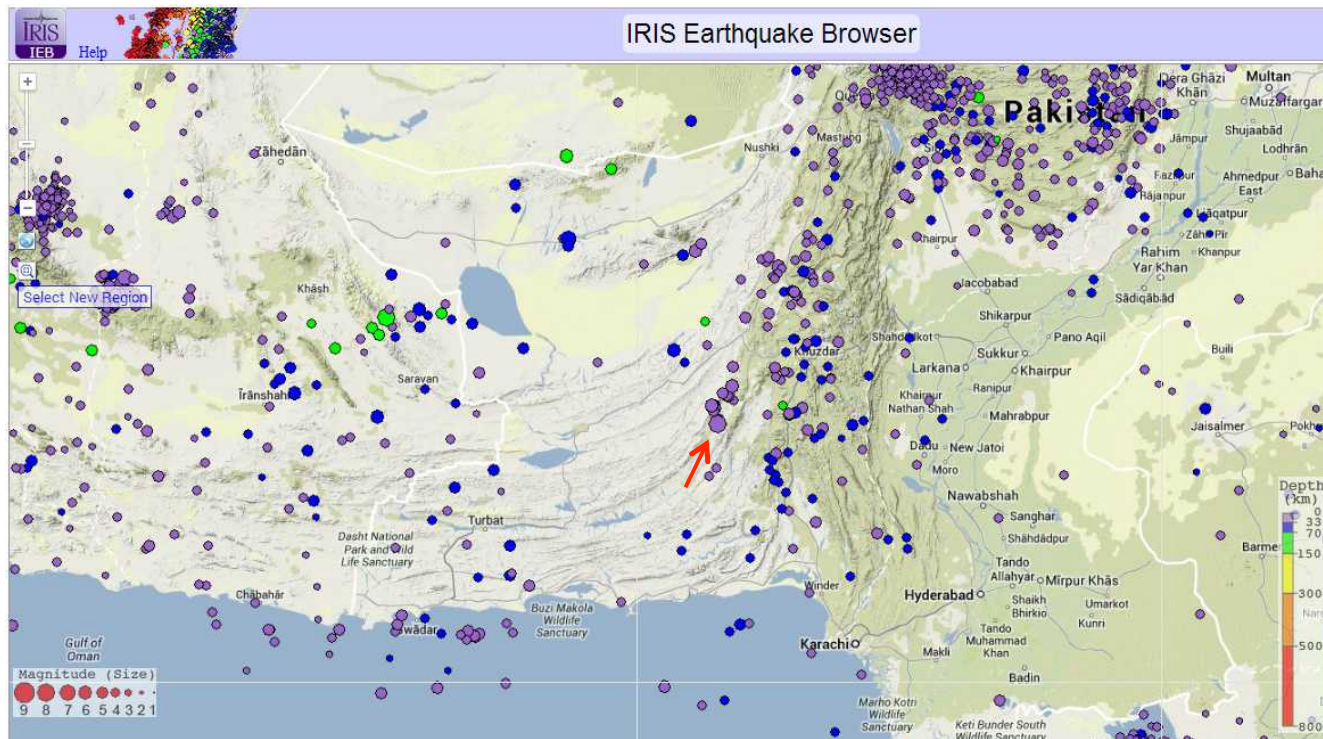 IRIS
IEB
Help
IRIS Earthquake Browser
Dera Ghāzi
Khān
Multan
Muzaffargar
Pakistan
Mastung
Nushki
Zāhedān
Jāmpur
Shujaabād
Lodhrān
Fazilpur
Rājanpur
Ahmedpur
East
Baha
Liāqatpur
Zāhir Pīr
Khanpur
Khairpur
Rahim
Yar Khan
Sādiqābād
Select New Region
Khāsh
Jacobabad
Shikarpur
Shahdadkot
Pano Aqil
Sukkur
Khuzdar
Larkana
Khairpur
Buili
Saravan
Īrānshahr
Khairpur
Nathan Shah
Ranipur
Mahrabpur
Jaisalmer
Pokh
Dadu
New Jatoi
Moro
Nawabshah
Depth
(km)
0
33
70
150
300
500
800
Sanghar
Shāhdādpur
Barme
Turbat
Dasht National
Park and Wild
Life Sanctuary
Tando
Allahyar
Mīrpur Khās
Winder
Hyderabad
Shaikh
Bhirkio
Umarkot
Kunri
Nar
Chābahār
Buzi Makola
Wildlife
Sanctuary
Gwādar
Tando
Muhammad
Khan
Karachi
Makli
Badin
Gulf of
Oman
Magnitude (Size)
9 8 7 6 5 4 3 2 1
Marho Kotri
Wildlife
Sanctuary
Keti Bunder South
Wildlife Sanctuary